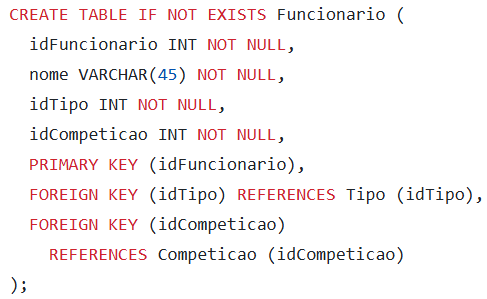 CREATE TABLE IF NOT EXISTS Funcionario (
idFuncionario INT NOT NULL,
nome VARCHAR(45) NOT NULL,
idTipo INT NOT NULL,
idCompeticao INT NOT NULL,
PRIMARY KEY (idFuncionario),
FOREIGN KEY (idTipo) REFERENCES Tipo (idTipo),
FOREIGN KEY (idCompeticao)
REFERENCES Competicao (idCompeticao)
);